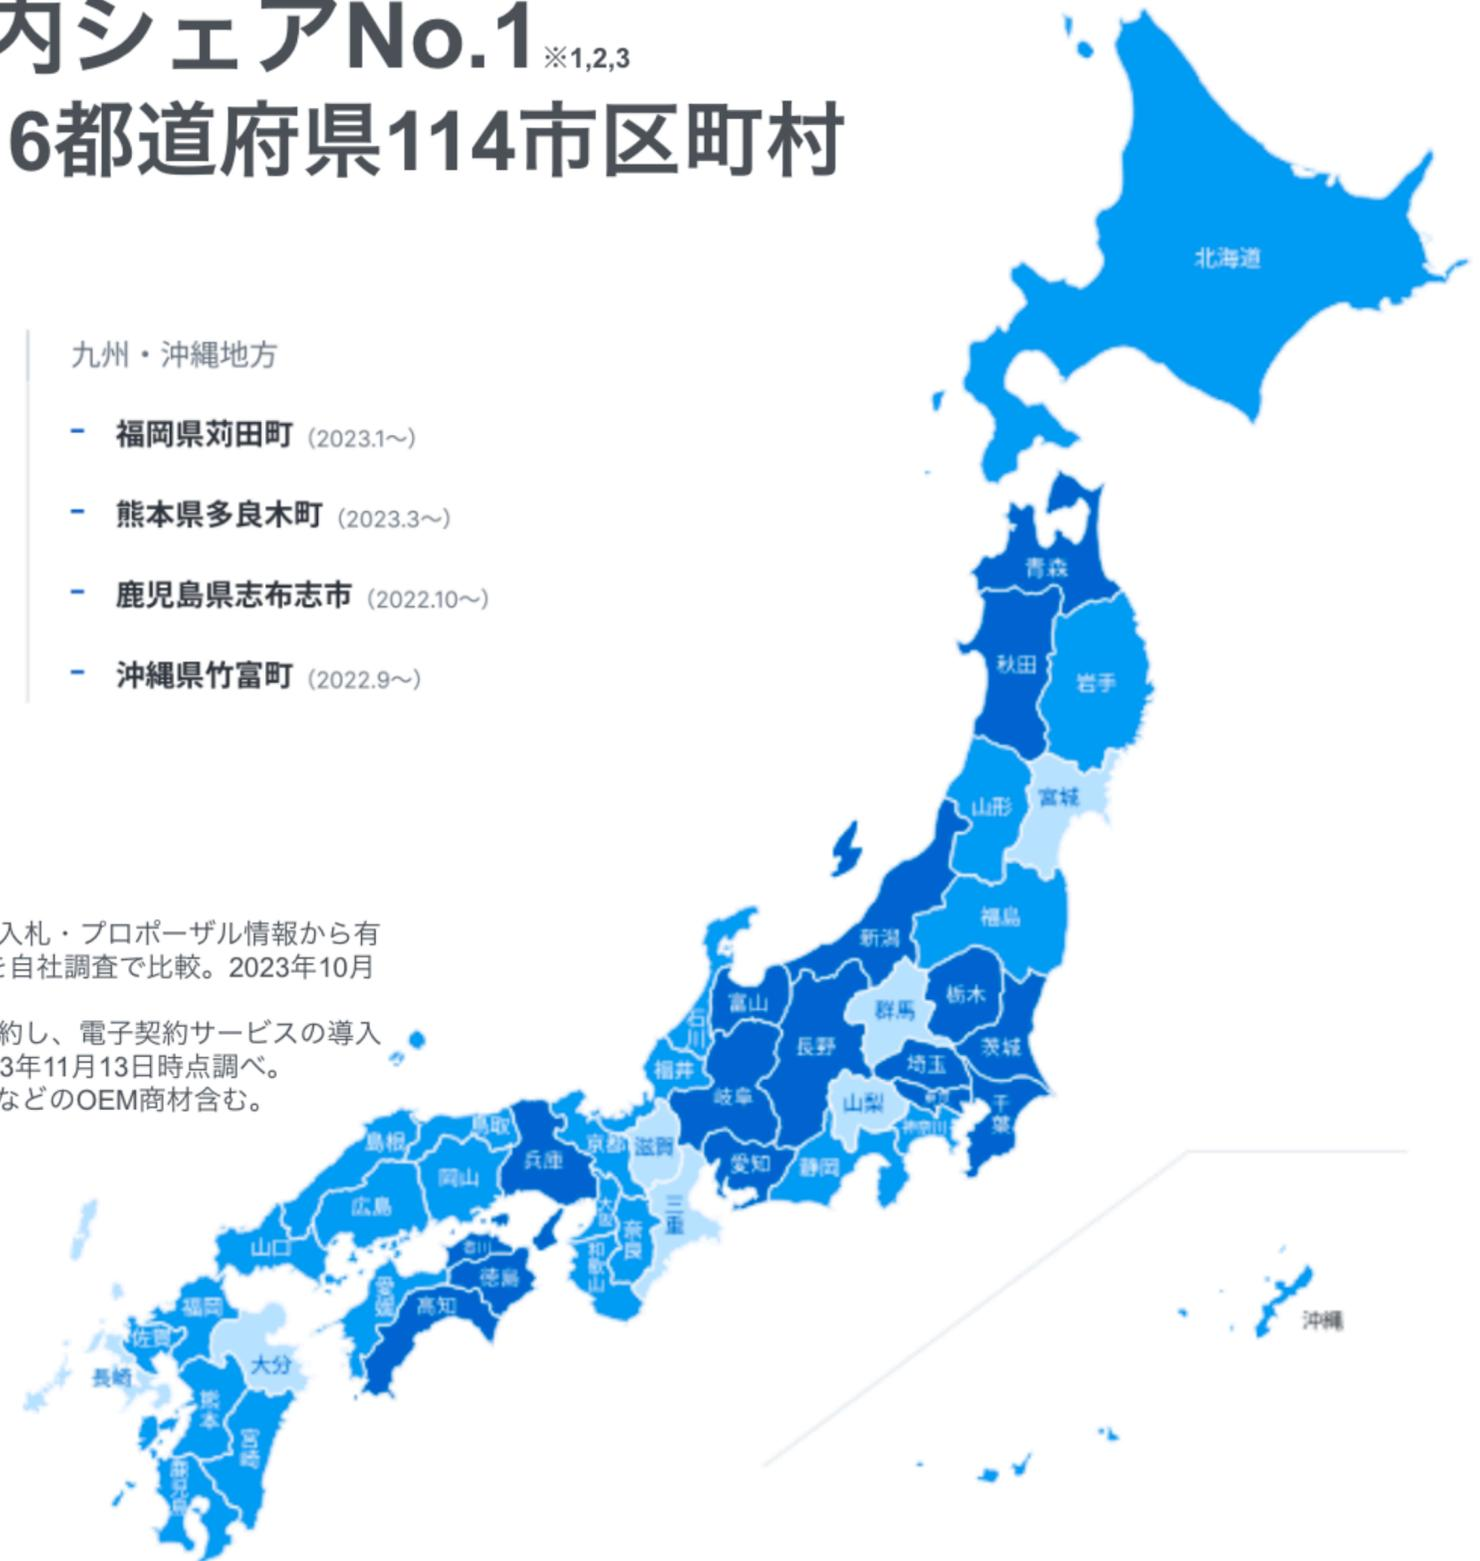 内シェアNo.1 ※1,2,3
6都道府県114市区町村
九州・沖縄地方
- 福岡県苅田町 (2023.1〜)
- 熊本県多良木町 (2023.3〜)
- 鹿児島県志布志市 (2022.10〜)
- 沖縄県竹富町 (2022.9〜)
入札・プロポーザル情報から有
を自社調査で比較。2023年10月
約し、電子契約サービスの導入
3年11月13日時点調べ。
などのOEM商材含む。
北海道
青森
秋田
岩手
山形
宮城
福島
新潟
群馬
栃木
富山
石川
長野
茨城
埼玉
福井
岐阜
山梨
東京
千葉
神奈川
島根
鳥取
兵庫
京都
滋賀
愛知
静岡
岡山
広島
大阪
奈良
三重
山口
香川
和歌山
徳島
愛媛
高知
福岡
佐賀
大分
長崎
熊本
宮崎
鹿児島
沖縄